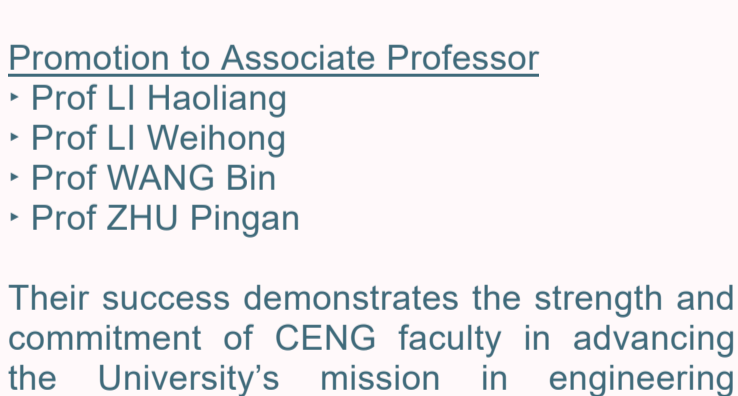 Promotion to Associate Professor
‣ Prof LI Haoliang
‣ Prof LI Weihong
‣ Prof WANG Bin
‣ Prof ZHU Pingan
Their success demonstrates the strength and
commitment of CENG faculty in advancing
the University’s mission in engineering